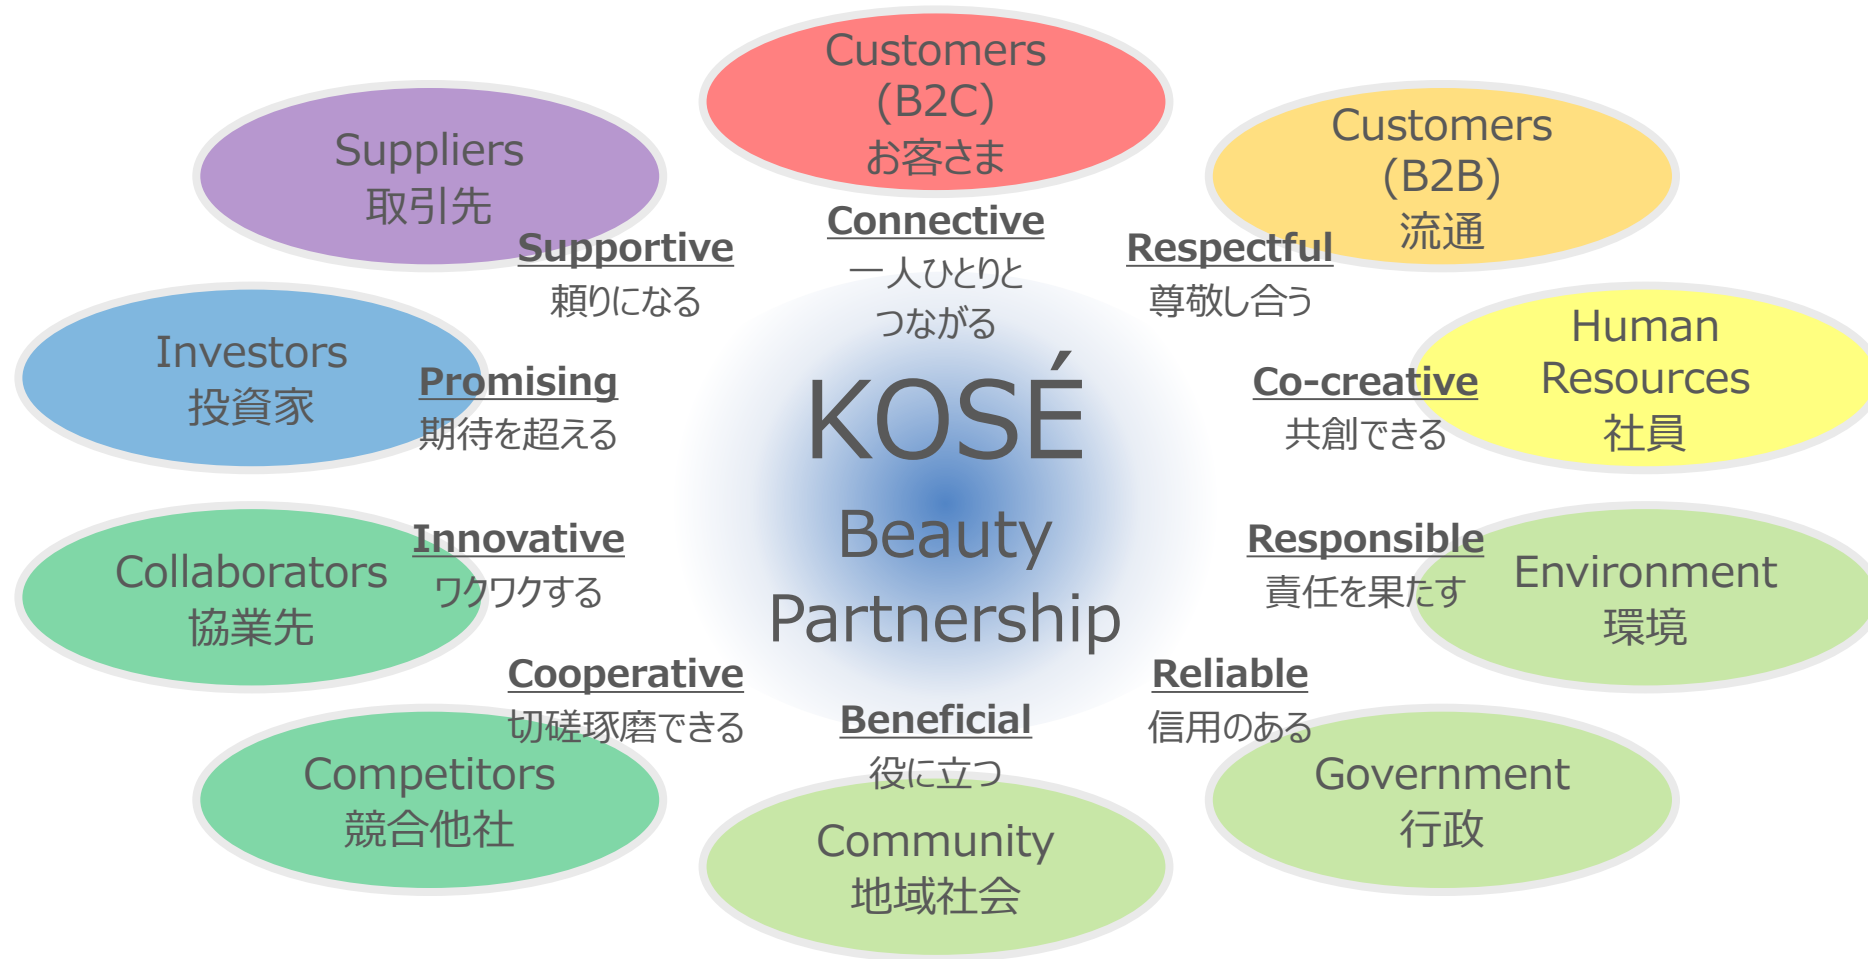 Customers
(B2C)
お客さま
Connective
一人ひとりと
つながる
Customers
(B2B)
流通
Respectful
尊敬し合う
Human
Resources
社員
Co-creative
共創できる
Environment
環境
Responsible
責任を果たす
Government
行政
Reliable
信用のある
Community
地域社会
Beneficial
役に立つ
Competitors
競合他社
Cooperative
切磋琢磨できる
Collaborators
協業先
Innovative
ワクワクする
Investors
投資家
Promising
期待を超える
Suppliers
取引先
Supportive
頼りになる
KOSÉ
Beauty
Partnership